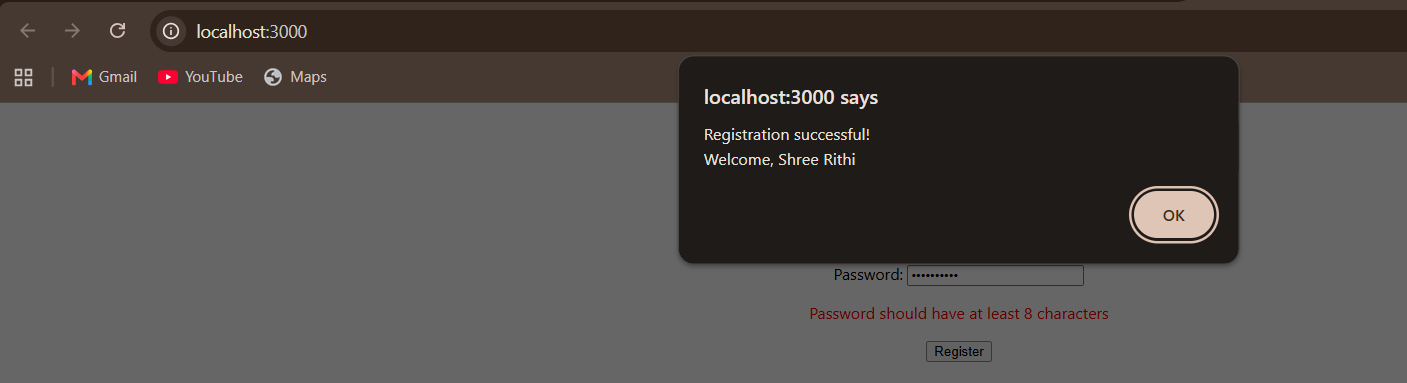 localhost:3000
Gmail YouTube Maps
localhost:3000 says
Registration successful!
Welcome, Shree Rithi
OK
Password: ••••••••••
Password should have at least 8 characters
Register